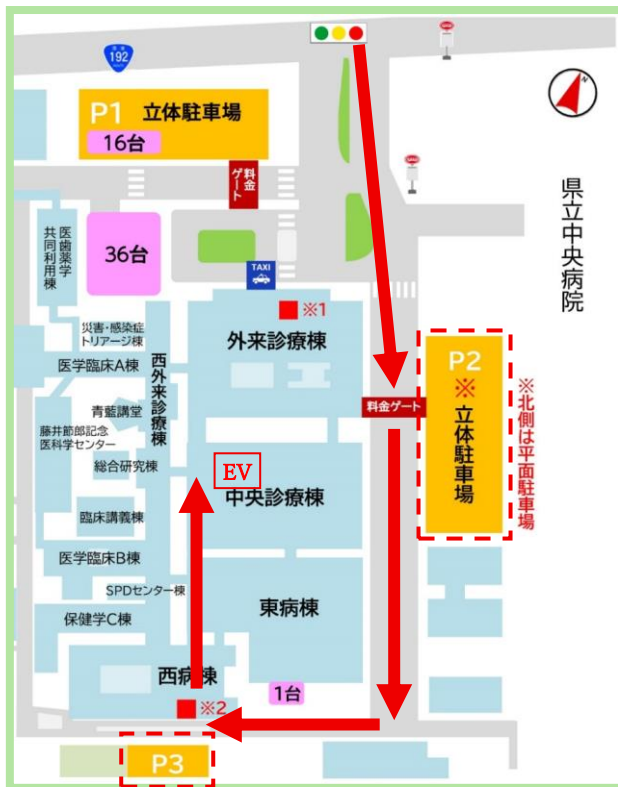 192
P1 立体駐車場
16台
料金ゲート
県立中央病院
医歯薬学
共同利用棟
36台
TAXI
※1
災害・感染症
トリアージ棟
外来診療棟
医学臨床A棟
西外来診療棟
P2
※
立体駐車場
※北側は平面駐車場
料金ゲート
青藍講堂
藤井節郎記念
医科学センター
総合研究棟
EV
中央診療棟
臨床講義棟
医学臨床B棟
SPDセンター棟
東病棟
保健学C棟
西病棟
1台
※2
P3